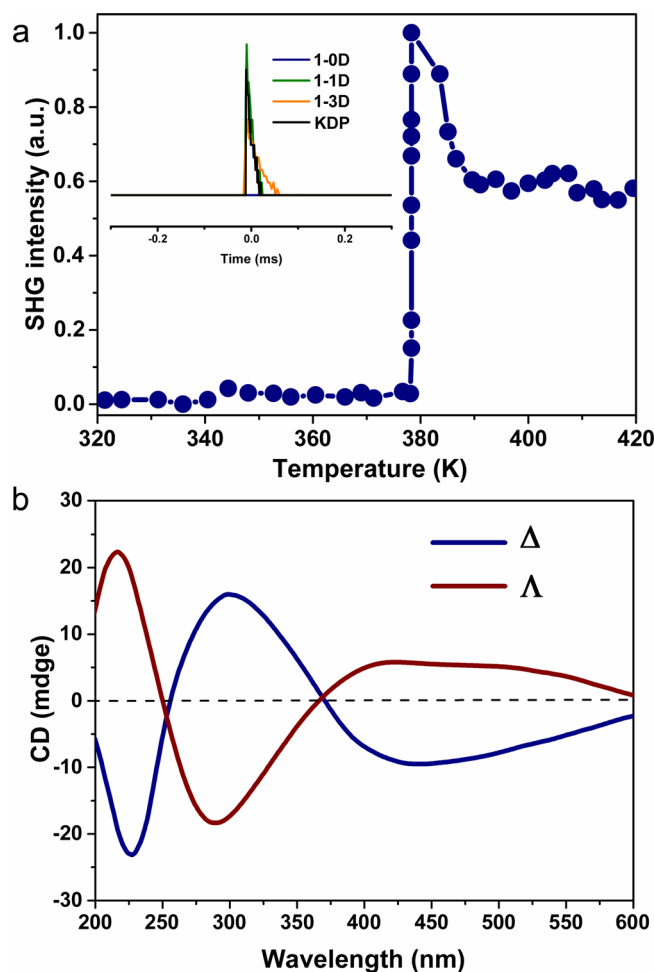 a
SHG intensity (a.u.)
1.0
0.8
0.6
0.4
0.2
0.0
1-0D
1-1D
1-3D
KDP
-0.2 0.0 0.2
Time (ms)
320 340 360 380 400 420
Temperature (K)
b
CD (mdge)
30
20
10
0
-10
-20
-30
Δ
Λ
200 250 300 350 400 450 500 550 600
Wavelength (nm)